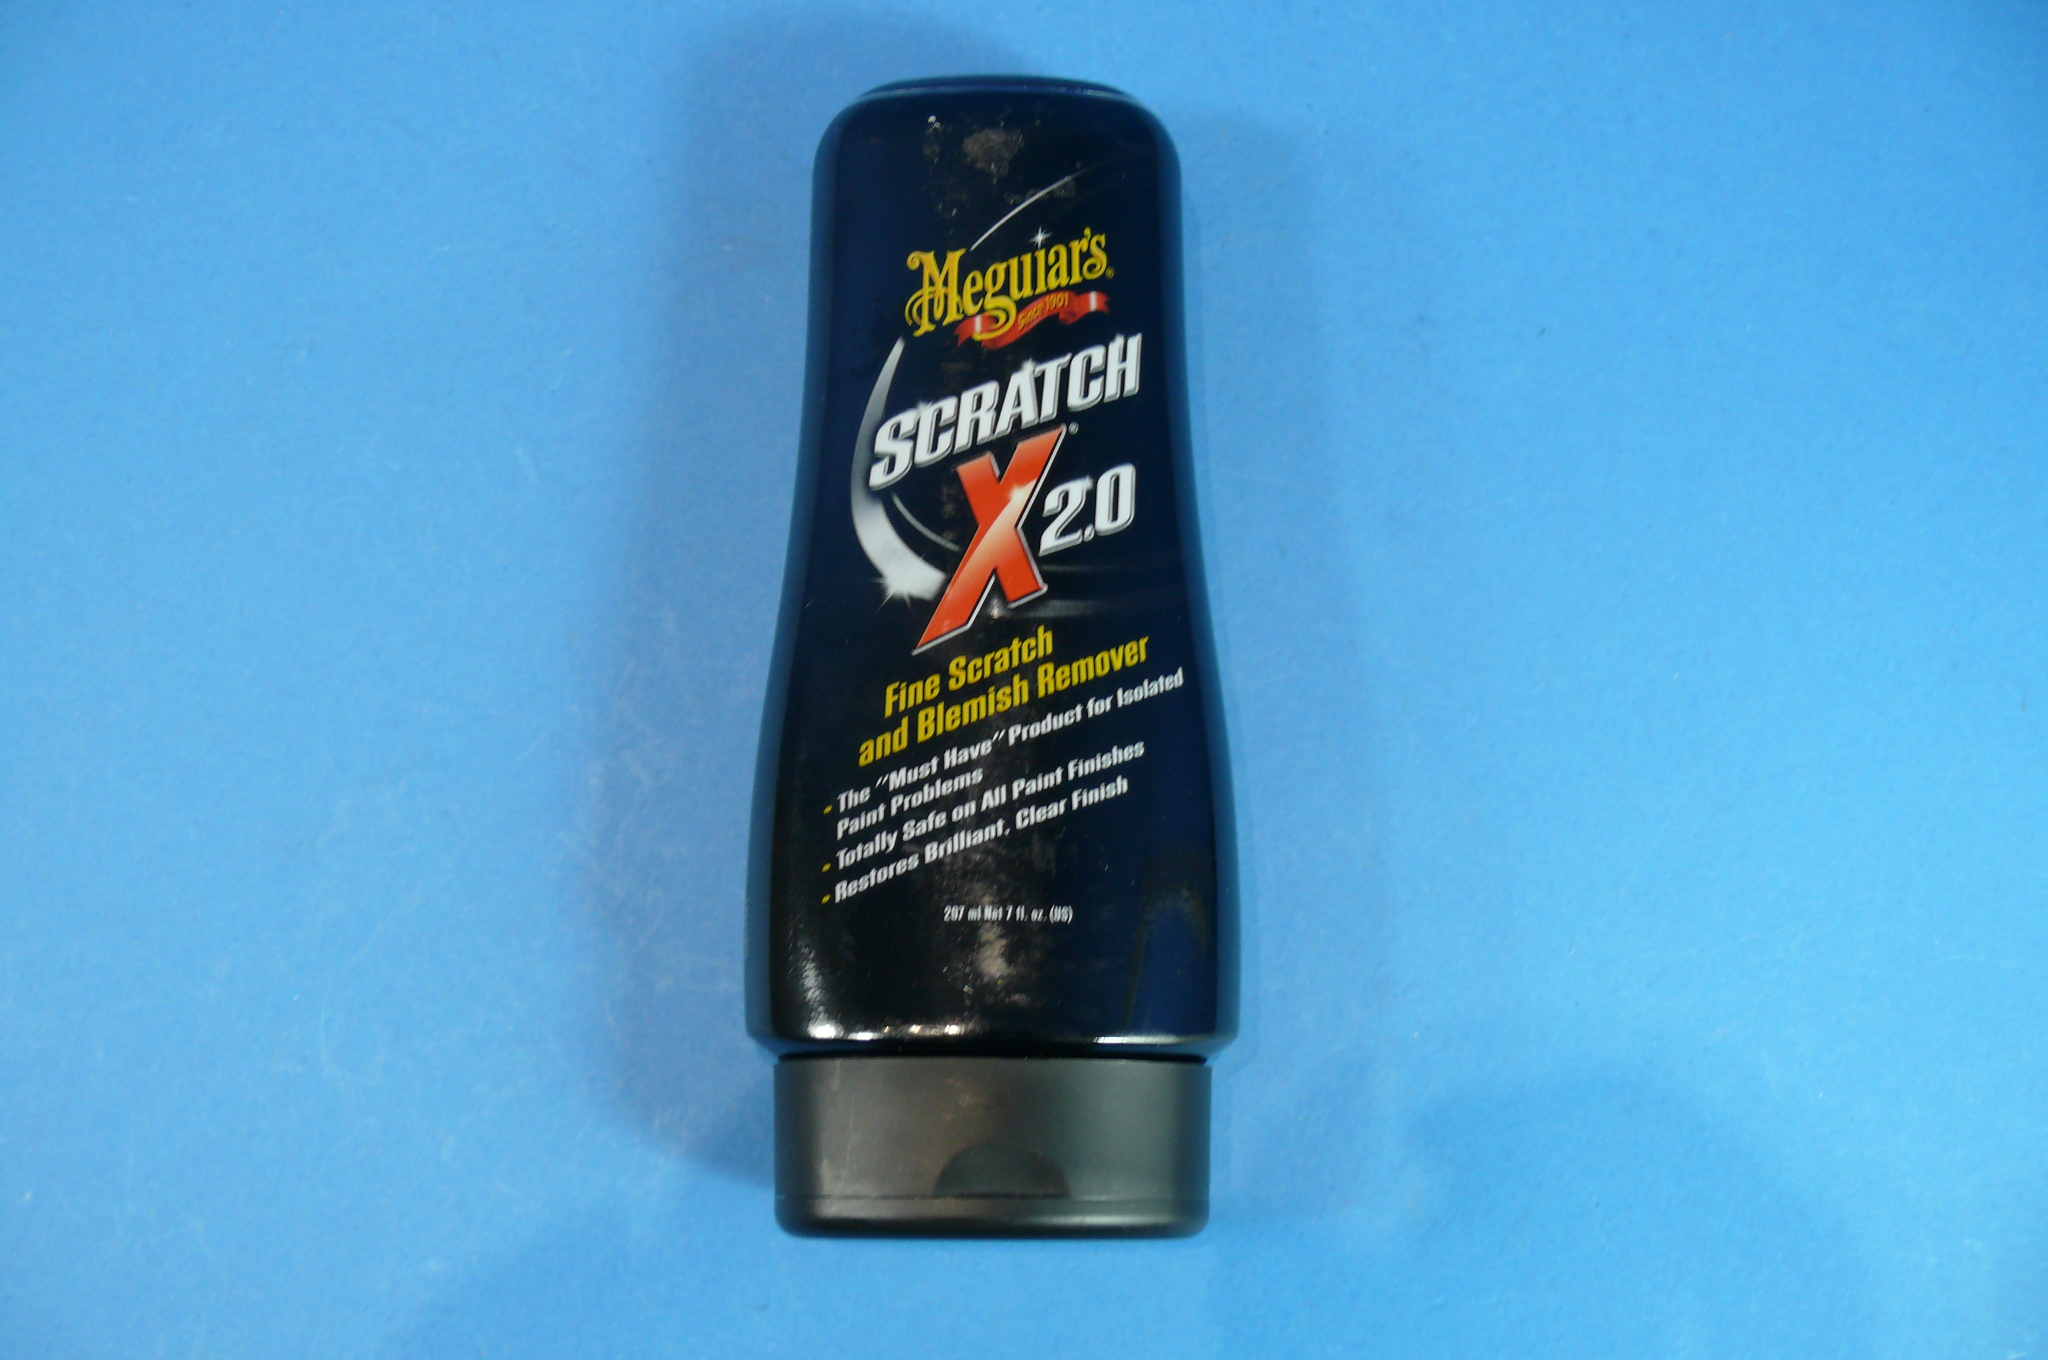 Meguiar's®
Since 1901
SCRATCH
X® 2.0
Fine Scratch
and Blemish Remover
- The "Must Have" Product for Isolated
Paint Problems
- Totally Safe on All Paint Finishes
- Restores Brilliant, Clear Finish
207 ml Net 7 fl. oz. (US)